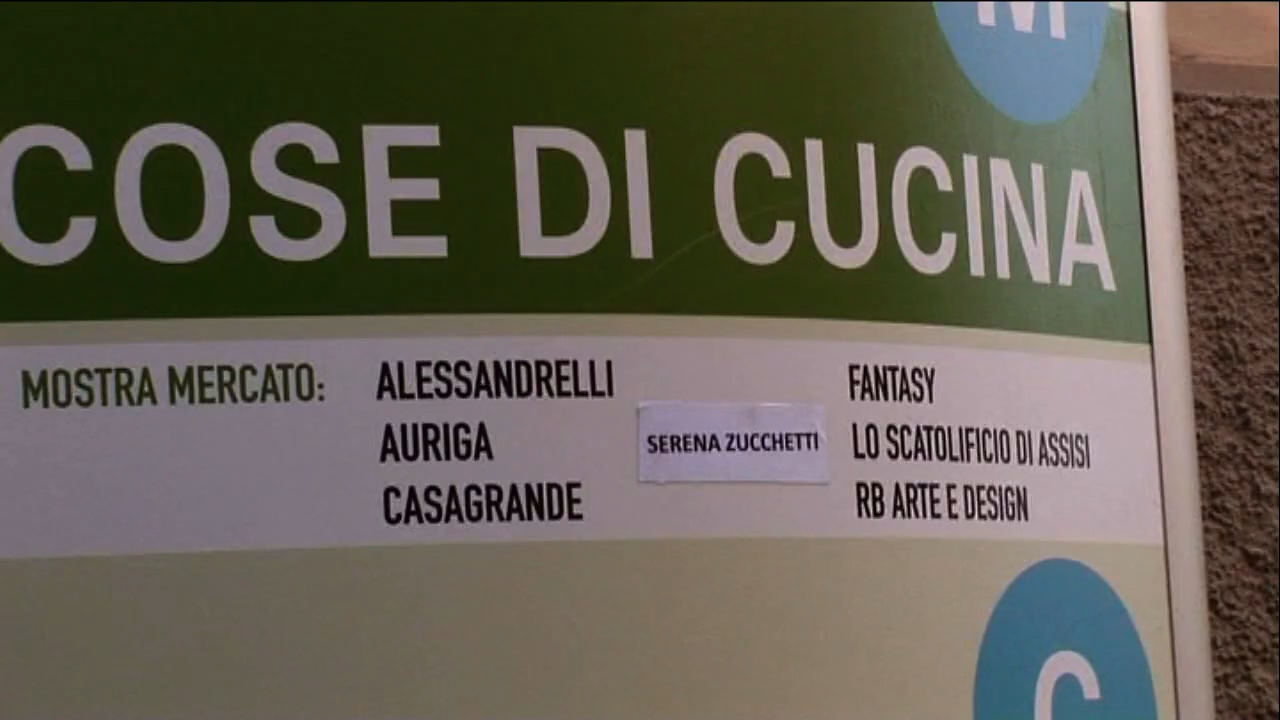 M
COSE DI CUCINA
MOSTRA MERCATO:
ALESSANDRELLI
AURIGA
CASAGRANDE
SERENA ZUCCHETTI
FANTASY
LO SCATOLIFICIO DI ASSISI
RB ARTE E DESIGN
C